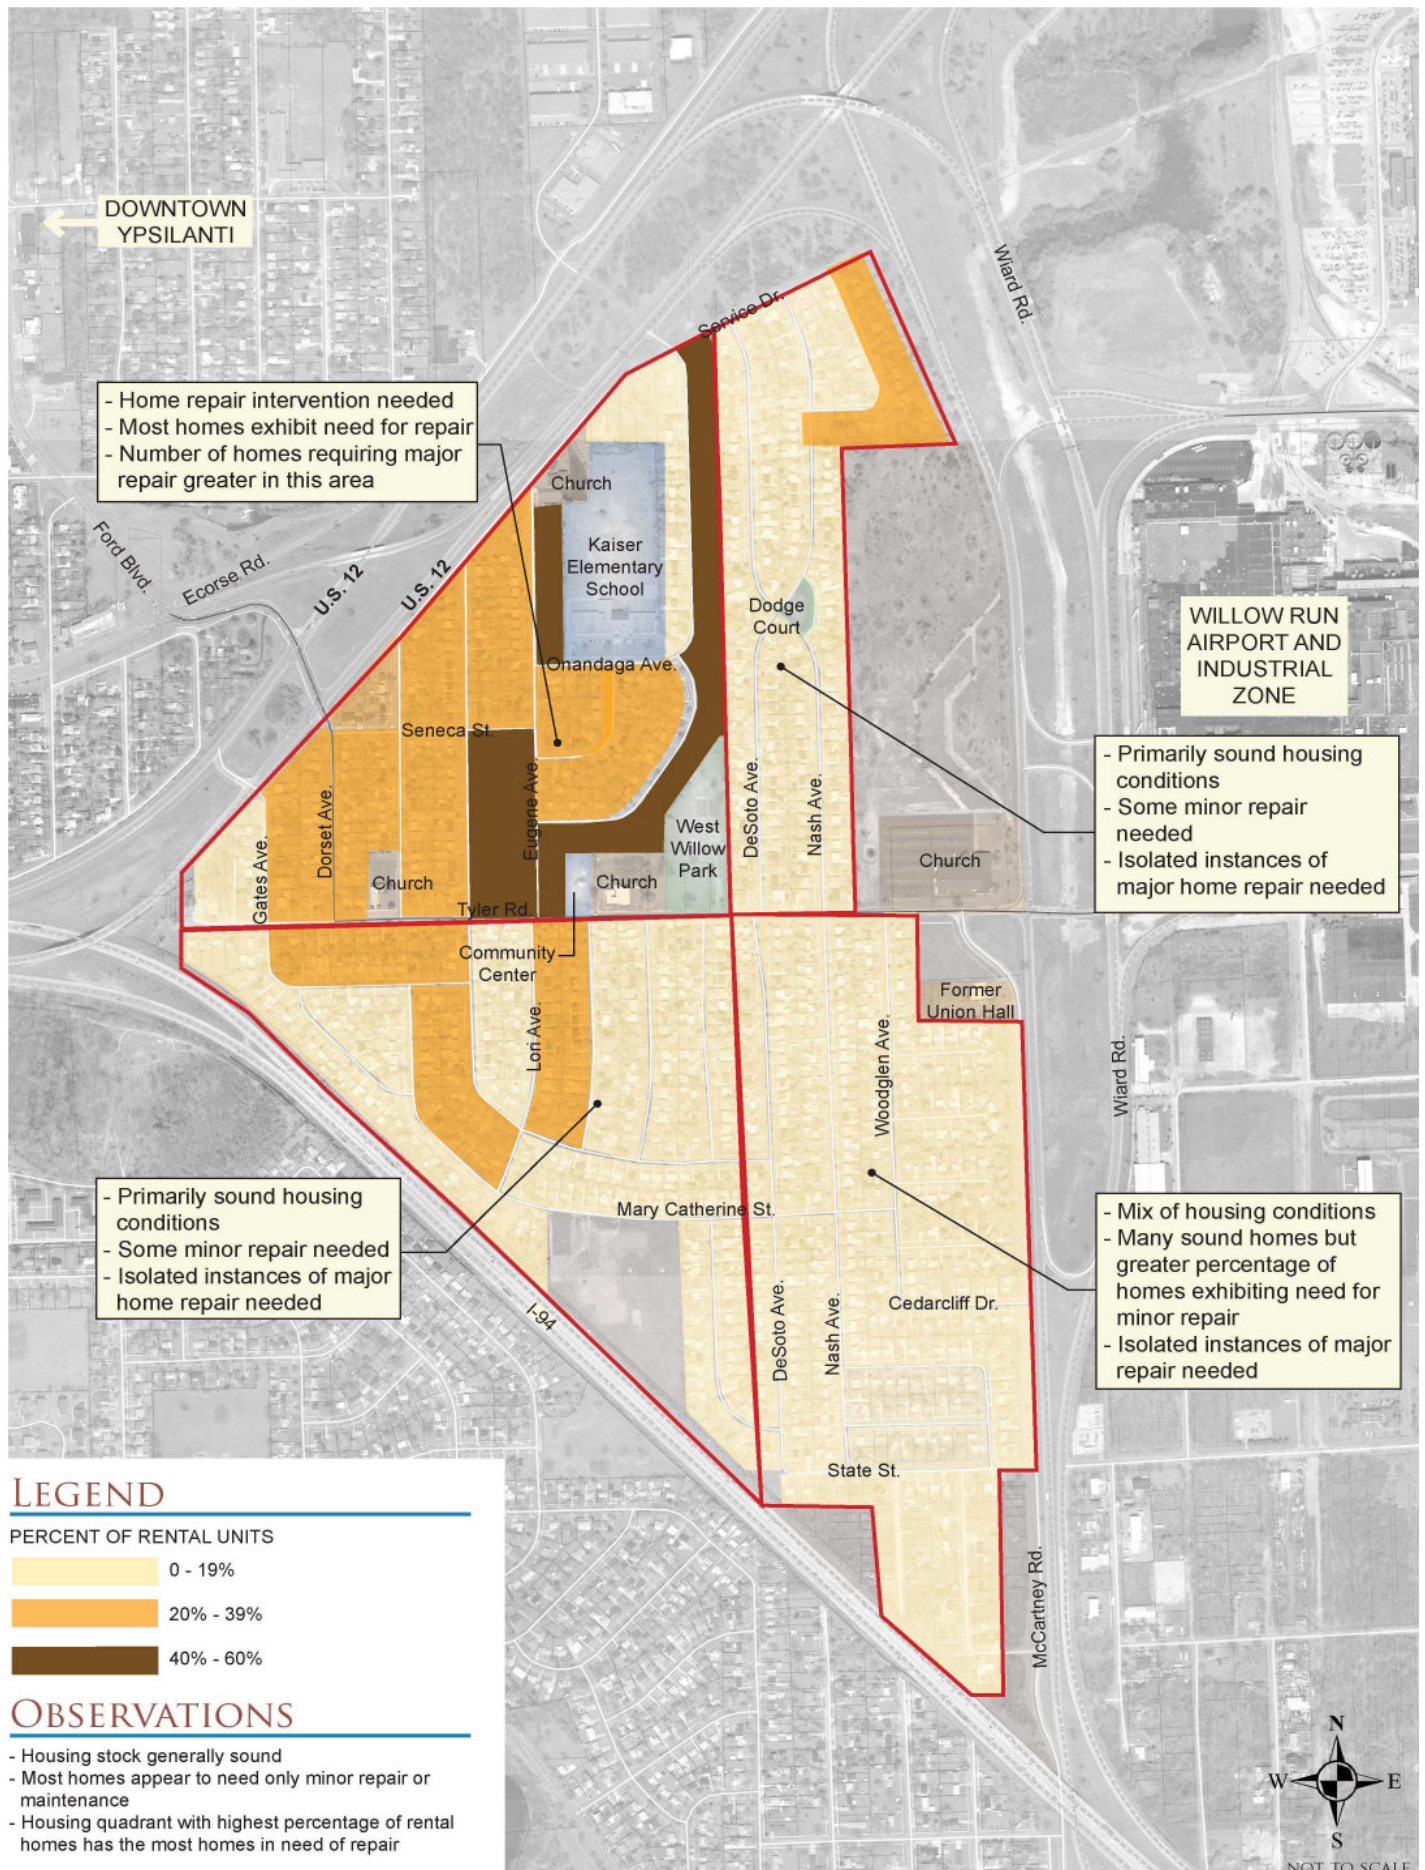 DOWNTOWN
YPSILANTI
Wiard Rd.
Service Dr.
- Home repair intervention needed
- Most homes exhibit need for repair
- Number of homes requiring major
repair greater in this area
Church
Kaiser
Elementary
School
Ford Blvd.
Ecorse Rd.
U.S. 12
U.S. 12
Dodge
Court
WILLOW RUN
AIRPORT AND
INDUSTRIAL
ZONE
Onandaga Ave.
Seneca St.
- Primarily sound housing
conditions
- Some minor repair
needed
- Isolated instances of
major home repair needed
Gates Ave.
Dorset Ave.
Eugene Ave.
DeSoto Ave.
Nash Ave.
West
Willow
Park
Church
Church
Church
Tyler Rd.
Community
Center
Former
Union Hall
Lori Ave.
Woodglen Ave.
Wiard Rd.
- Primarily sound housing
conditions
- Some minor repair needed
- Isolated instances of major
home repair needed
Mary Catherine St.
- Mix of housing conditions
- Many sound homes but
greater percentage of
homes exhibiting need for
minor repair
- Isolated instances of major
repair needed
I-94
DeSoto Ave.
Nash Ave.
Cedarcliff Dr.
State St.
McCartney Rd.
LEGEND
PERCENT OF RENTAL UNITS
0 - 19%
20% - 39%
40% - 60%
OBSERVATIONS
- Housing stock generally sound
- Most homes appear to need only minor repair or
maintenance
- Housing quadrant with highest percentage of rental
homes has the most homes in need of repair
N
W
E
S
NOT TO SCALE